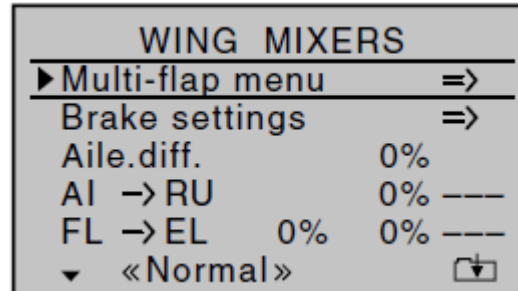 WING MIXERS
▶Multi-flap menu =>
Brake settings =>
Aile.diff. 0%
AI –> RU 0% –––
FL –> EL 0% 0% –––
▼ «Normal»